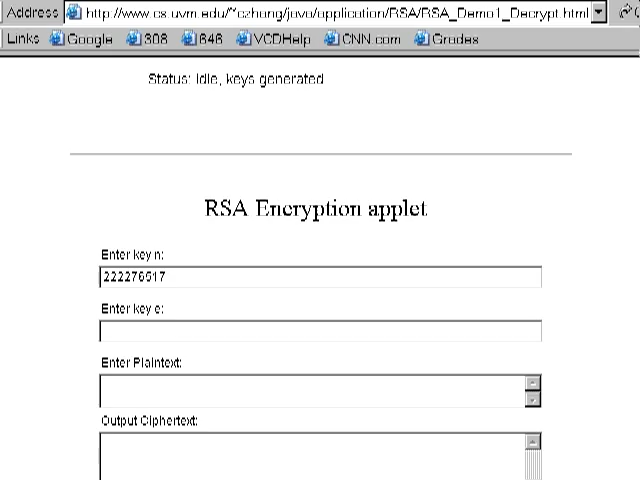 Address http://www.cs.uvm.edu/~czhang/java/application/RSA/RSA_Demo1_Decrypt.html
Links Google 308 646 VCDHelp CNN.com Grades
Status: Idle, keys generated
RSA Encryption applet
Enter key n:
222276517
Enter key e:
Enter Plaintext:
Output Ciphertext: